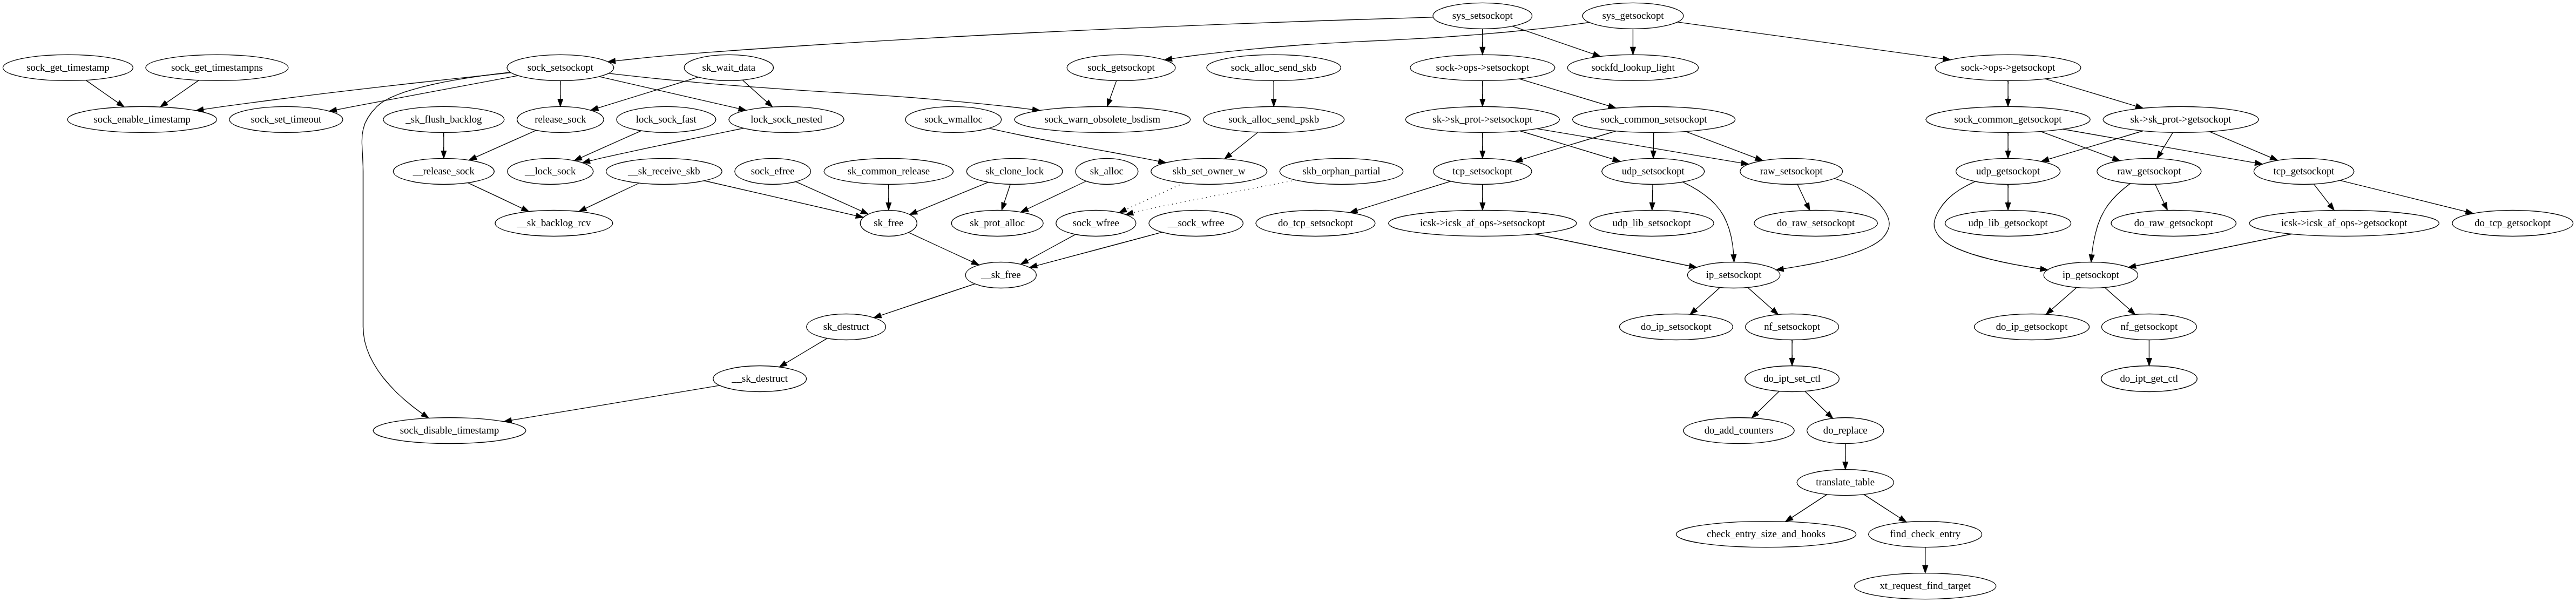 sys_setsockopt
sys_getsockopt
sock_get_timestamp
sock_get_timestampns
sock_setsockopt
sk_wait_data
sock_getsockopt
sock_alloc_send_skb
sock->ops->setsockopt
sockfd_lookup_light
sock->ops->getsockopt
sock_enable_timestamp
sock_set_timeout
_sk_flush_backlog
release_sock
lock_sock_fast
lock_sock_nested
sock_wmalloc
sock_warn_obsolete_bsdism
sock_alloc_send_pskb
sk->sk_prot->setsockopt
sock_common_setsockopt
sock_common_getsockopt
sk->sk_prot->getsockopt
__release_sock
__lock_sock
__sk_receive_skb
sock_efree
sk_common_release
sk_clone_lock
sk_alloc
skb_set_owner_w
skb_orphan_partial
tcp_setsockopt
udp_setsockopt
raw_setsockopt
udp_getsockopt
raw_getsockopt
tcp_getsockopt
__sk_backlog_rcv
sk_free
sk_prot_alloc
sock_wfree
__sock_wfree
do_tcp_setsockopt
icsk->icsk_af_ops->setsockopt
udp_lib_setsockopt
do_raw_setsockopt
udp_lib_getsockopt
do_raw_getsockopt
icsk->icsk_af_ops->getsockopt
do_tcp_getsockopt
__sk_free
ip_setsockopt
ip_getsockopt
sk_destruct
do_ip_setsockopt
nf_setsockopt
do_ip_getsockopt
nf_getsockopt
__sk_destruct
do_ipt_set_ctl
do_ipt_get_ctl
sock_disable_timestamp
do_add_counters
do_replace
translate_table
check_entry_size_and_hooks
find_check_entry
xt_request_find_target